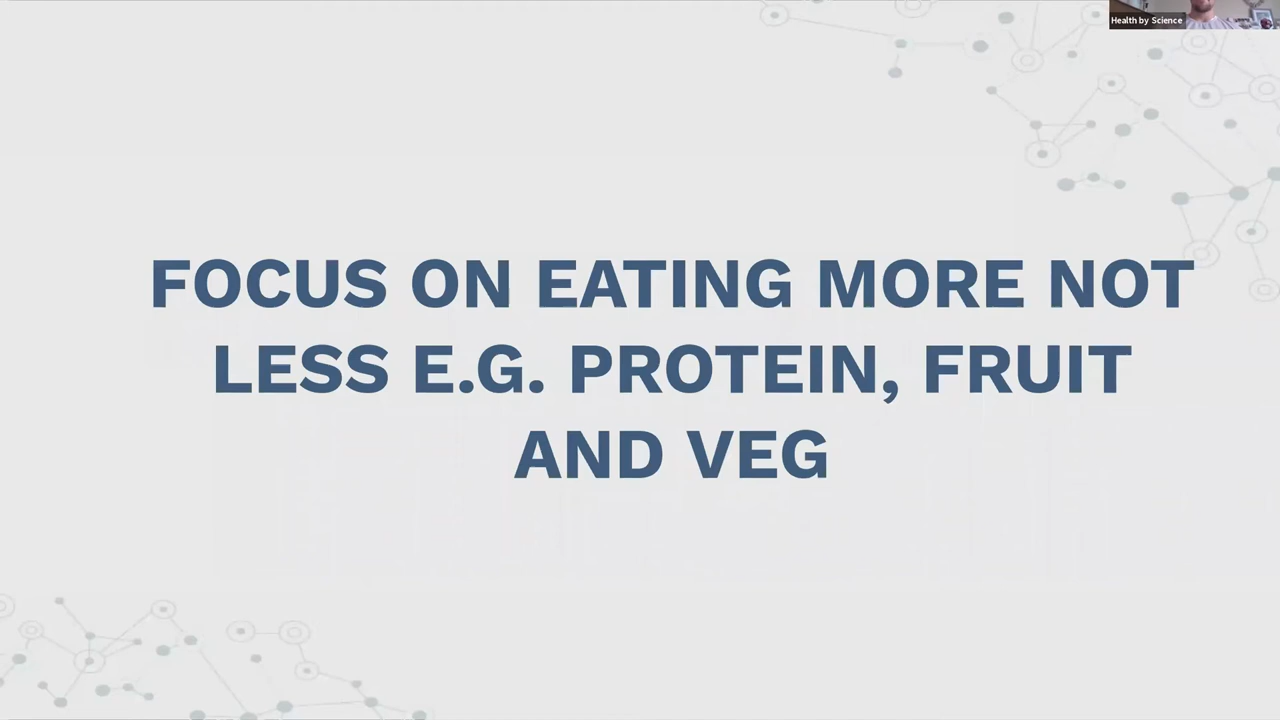 Health by Science
FOCUS ON EATING MORE NOT
LESS E.G. PROTEIN, FRUIT
AND VEG